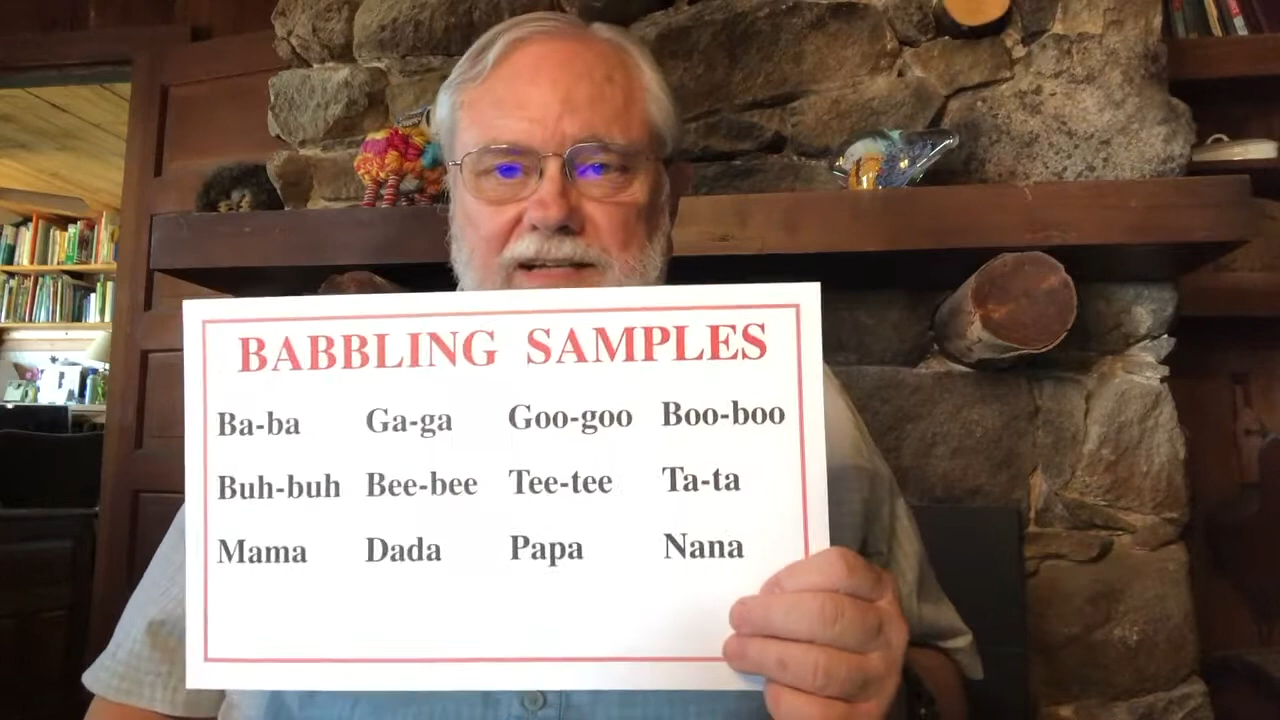 BABBLING SAMPLES
Ba-ba Ga-ga Goo-goo Boo-boo
Buh-buh Bee-bee Tee-tee Ta-ta
Mama Dada Papa Nana